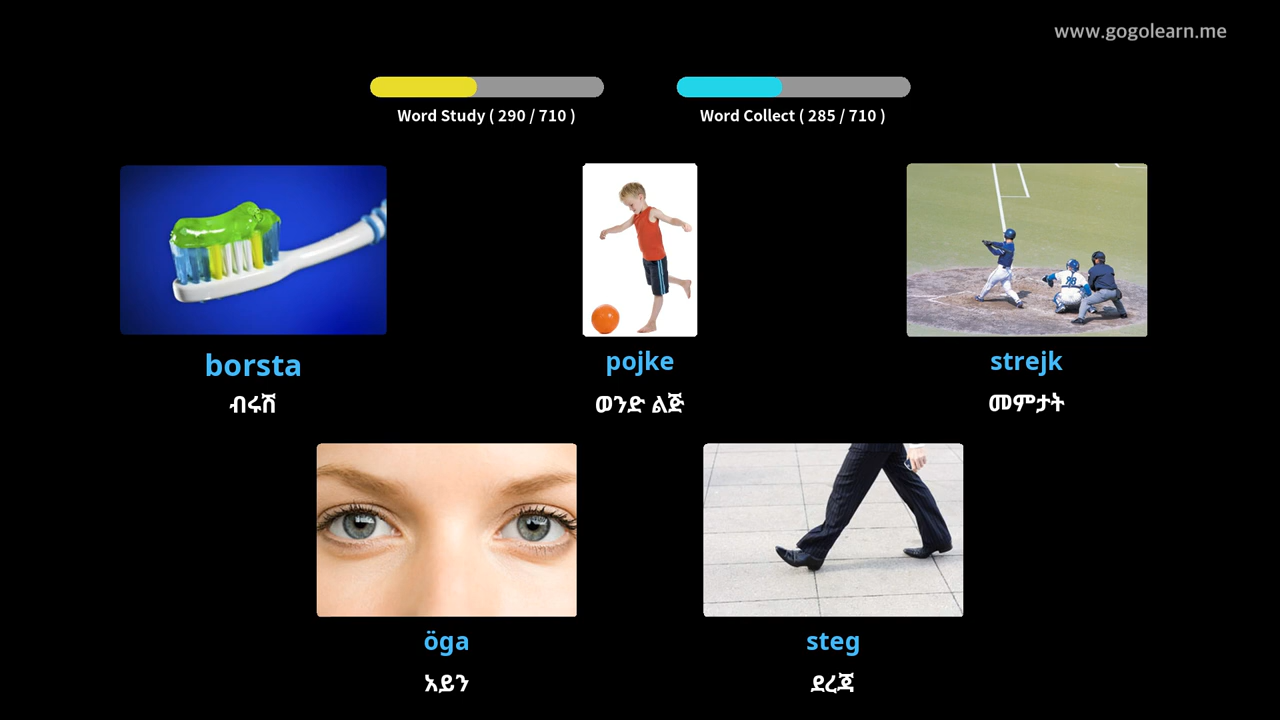 www.gogolearn.me
Word Study ( 290 / 710 )
Word Collect ( 285 / 710 )
borsta
ብሩሽ
pojke
ወንድ ልጅ
strejk
መምታት
öga
አይን
steg
ደረጃ